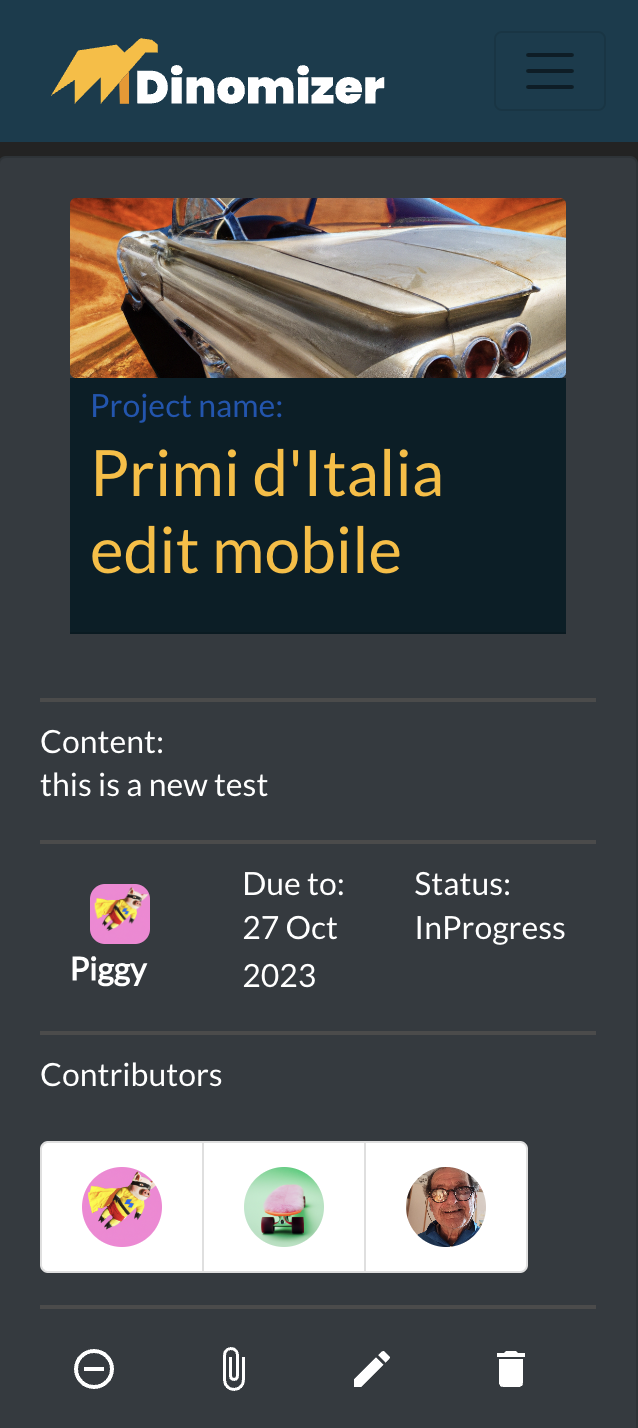 Dinomizer
Project name:
Primi d'Italia
edit mobile
Content:
this is a new test
Piggy
Due to:
27 Oct
2023
Status:
InProgress
Contributors